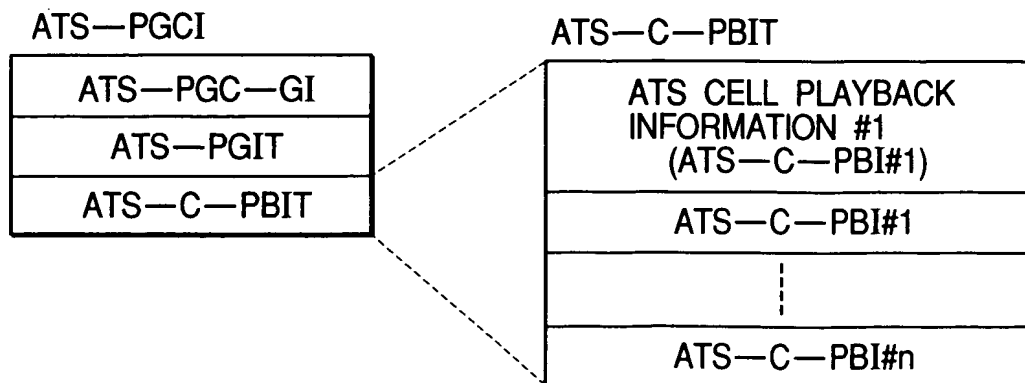 ATS—PGCI
ATS—PGC—GI
ATS—PGIT
ATS—C—PBIT
ATS—C—PBIT
ATS CELL PLAYBACK
INFORMATION #1
(ATS—C—PBI#1)
ATS—C—PBI#1
ATS—C—PBI#n